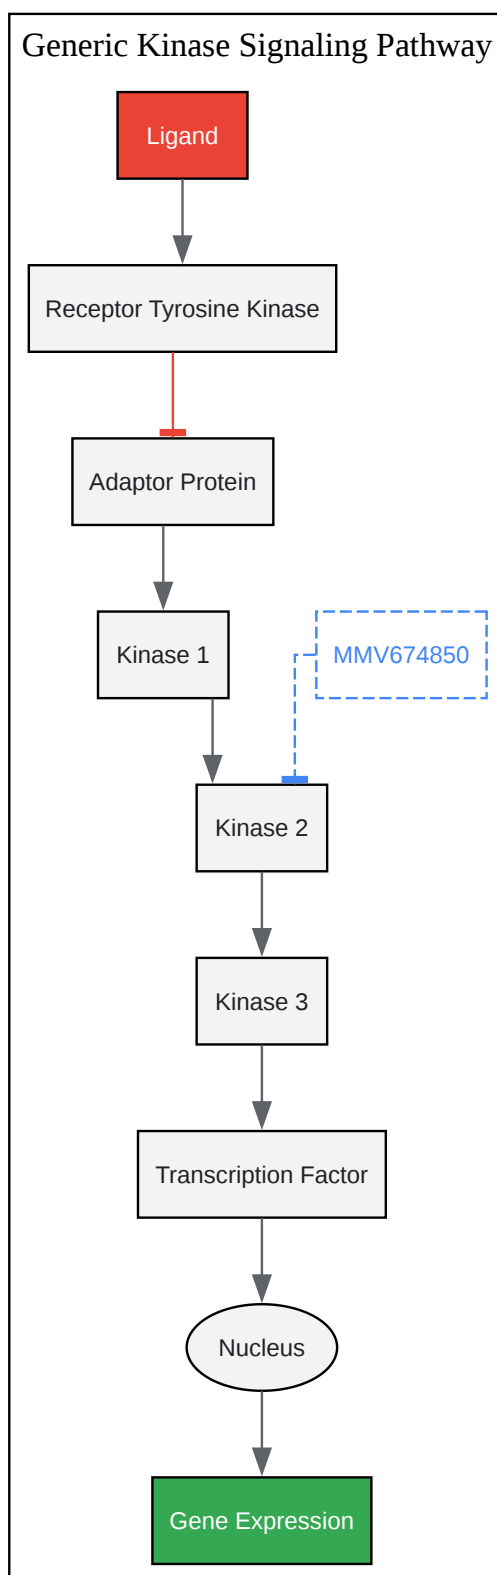 Generic Kinase Signaling Pathway
Ligand
Receptor Tyrosine Kinase
Adaptor Protein
Kinase 1
MMV674850
Kinase 2
Kinase 3
Transcription Factor
Nucleus
Gene Expression